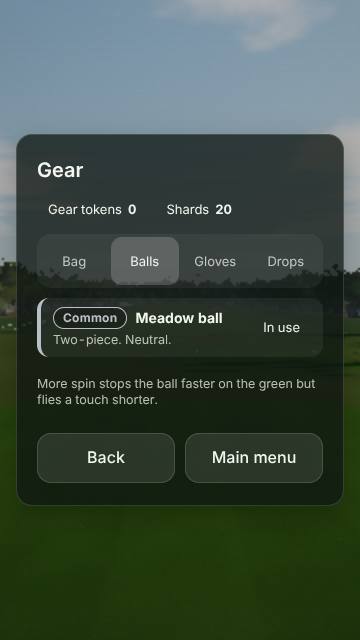 Gear
Gear tokens 0 Shards 20
Bag Balls Gloves Drops
Common Meadow ball
Two-piece. Neutral.
In use
More spin stops the ball faster on the green but
flies a touch shorter.
Back Main menu